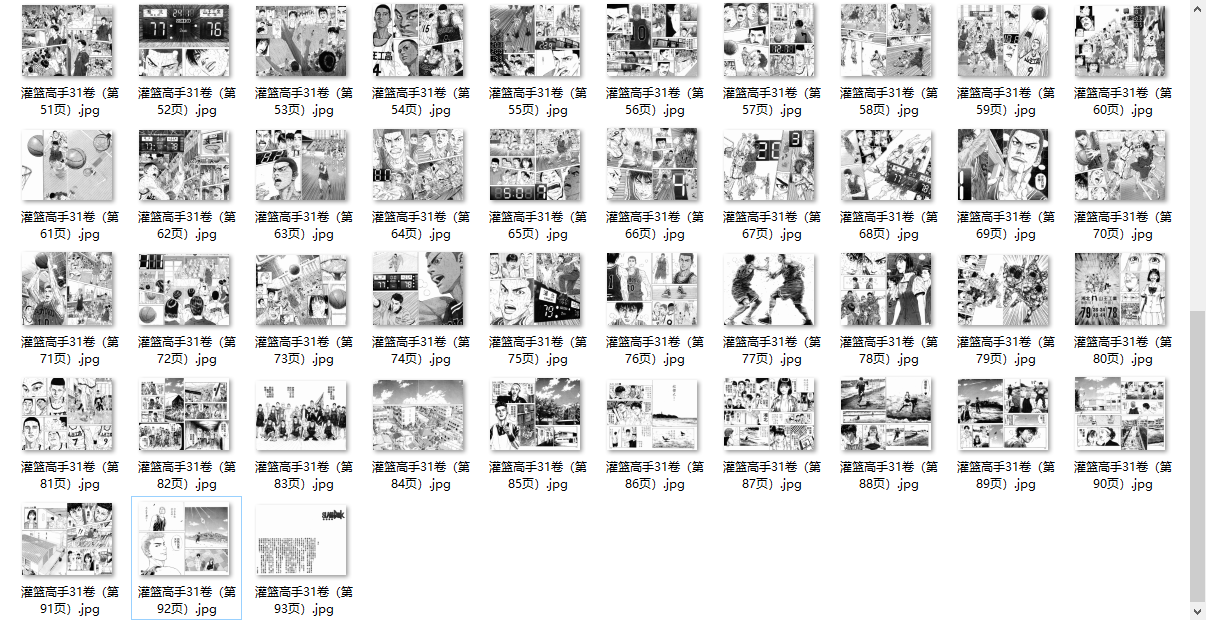 灌篮高手31卷（第 灌篮高手31卷（第 灌篮高手31卷（第 灌篮高手31卷（第 灌篮高手31卷（第 灌篮高手31卷（第 灌篮高手31卷（第 灌篮高手31卷（第 灌篮高手31卷（第 灌篮高手31卷（第
51页）.jpg 52页）.jpg 53页）.jpg 54页）.jpg 55页）.jpg 56页）.jpg 57页）.jpg 58页）.jpg 59页）.jpg 60页）.jpg
灌篮高手31卷（第 灌篮高手31卷（第 灌篮高手31卷（第 灌篮高手31卷（第 灌篮高手31卷（第 灌篮高手31卷（第 灌篮高手31卷（第 灌篮高手31卷（第 灌篮高手31卷（第 灌篮高手31卷（第
61页）.jpg 62页）.jpg 63页）.jpg 64页）.jpg 65页）.jpg 66页）.jpg 67页）.jpg 68页）.jpg 69页）.jpg 70页）.jpg
灌篮高手31卷（第 灌篮高手31卷（第 灌篮高手31卷（第 灌篮高手31卷（第 灌篮高手31卷（第 灌篮高手31卷（第 灌篮高手31卷（第 灌篮高手31卷（第 灌篮高手31卷（第 灌篮高手31卷（第
71页）.jpg 72页）.jpg 73页）.jpg 74页）.jpg 75页）.jpg 76页）.jpg 77页）.jpg 78页）.jpg 79页）.jpg 80页）.jpg
灌篮高手31卷（第 灌篮高手31卷（第 灌篮高手31卷（第 灌篮高手31卷（第 灌篮高手31卷（第 灌篮高手31卷（第 灌篮高手31卷（第 灌篮高手31卷（第 灌篮高手31卷（第 灌篮高手31卷（第
81页）.jpg 82页）.jpg 83页）.jpg 84页）.jpg 85页）.jpg 86页）.jpg 87页）.jpg 88页）.jpg 89页）.jpg 90页）.jpg
灌篮高手31卷（第 灌篮高手31卷（第 灌篮高手31卷（第
91页）.jpg 92页）.jpg 93页）.jpg